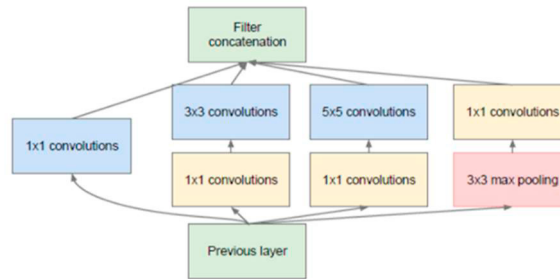 Filter
concatenation
3x3 convolutions
5x5 convolutions
1x1 convolutions
1x1 convolutions
1x1 convolutions
1x1 convolutions
3x3 max pooling
Previous layer